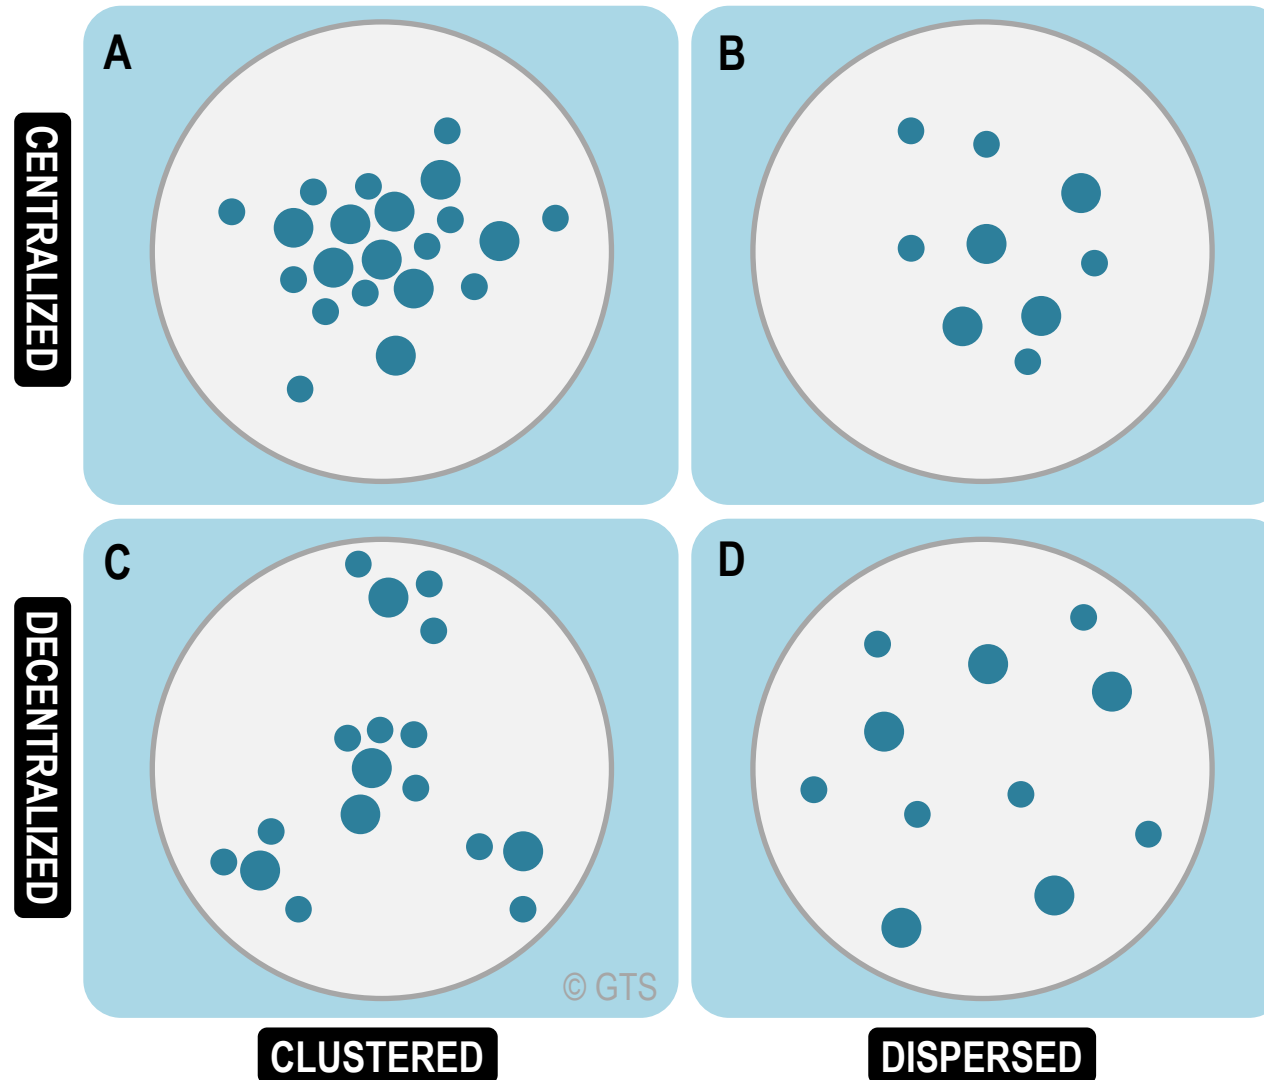 A
B
CENTRALIZED
C
D
DECENTRALIZED
© GTS
CLUSTERED
DISPERSED